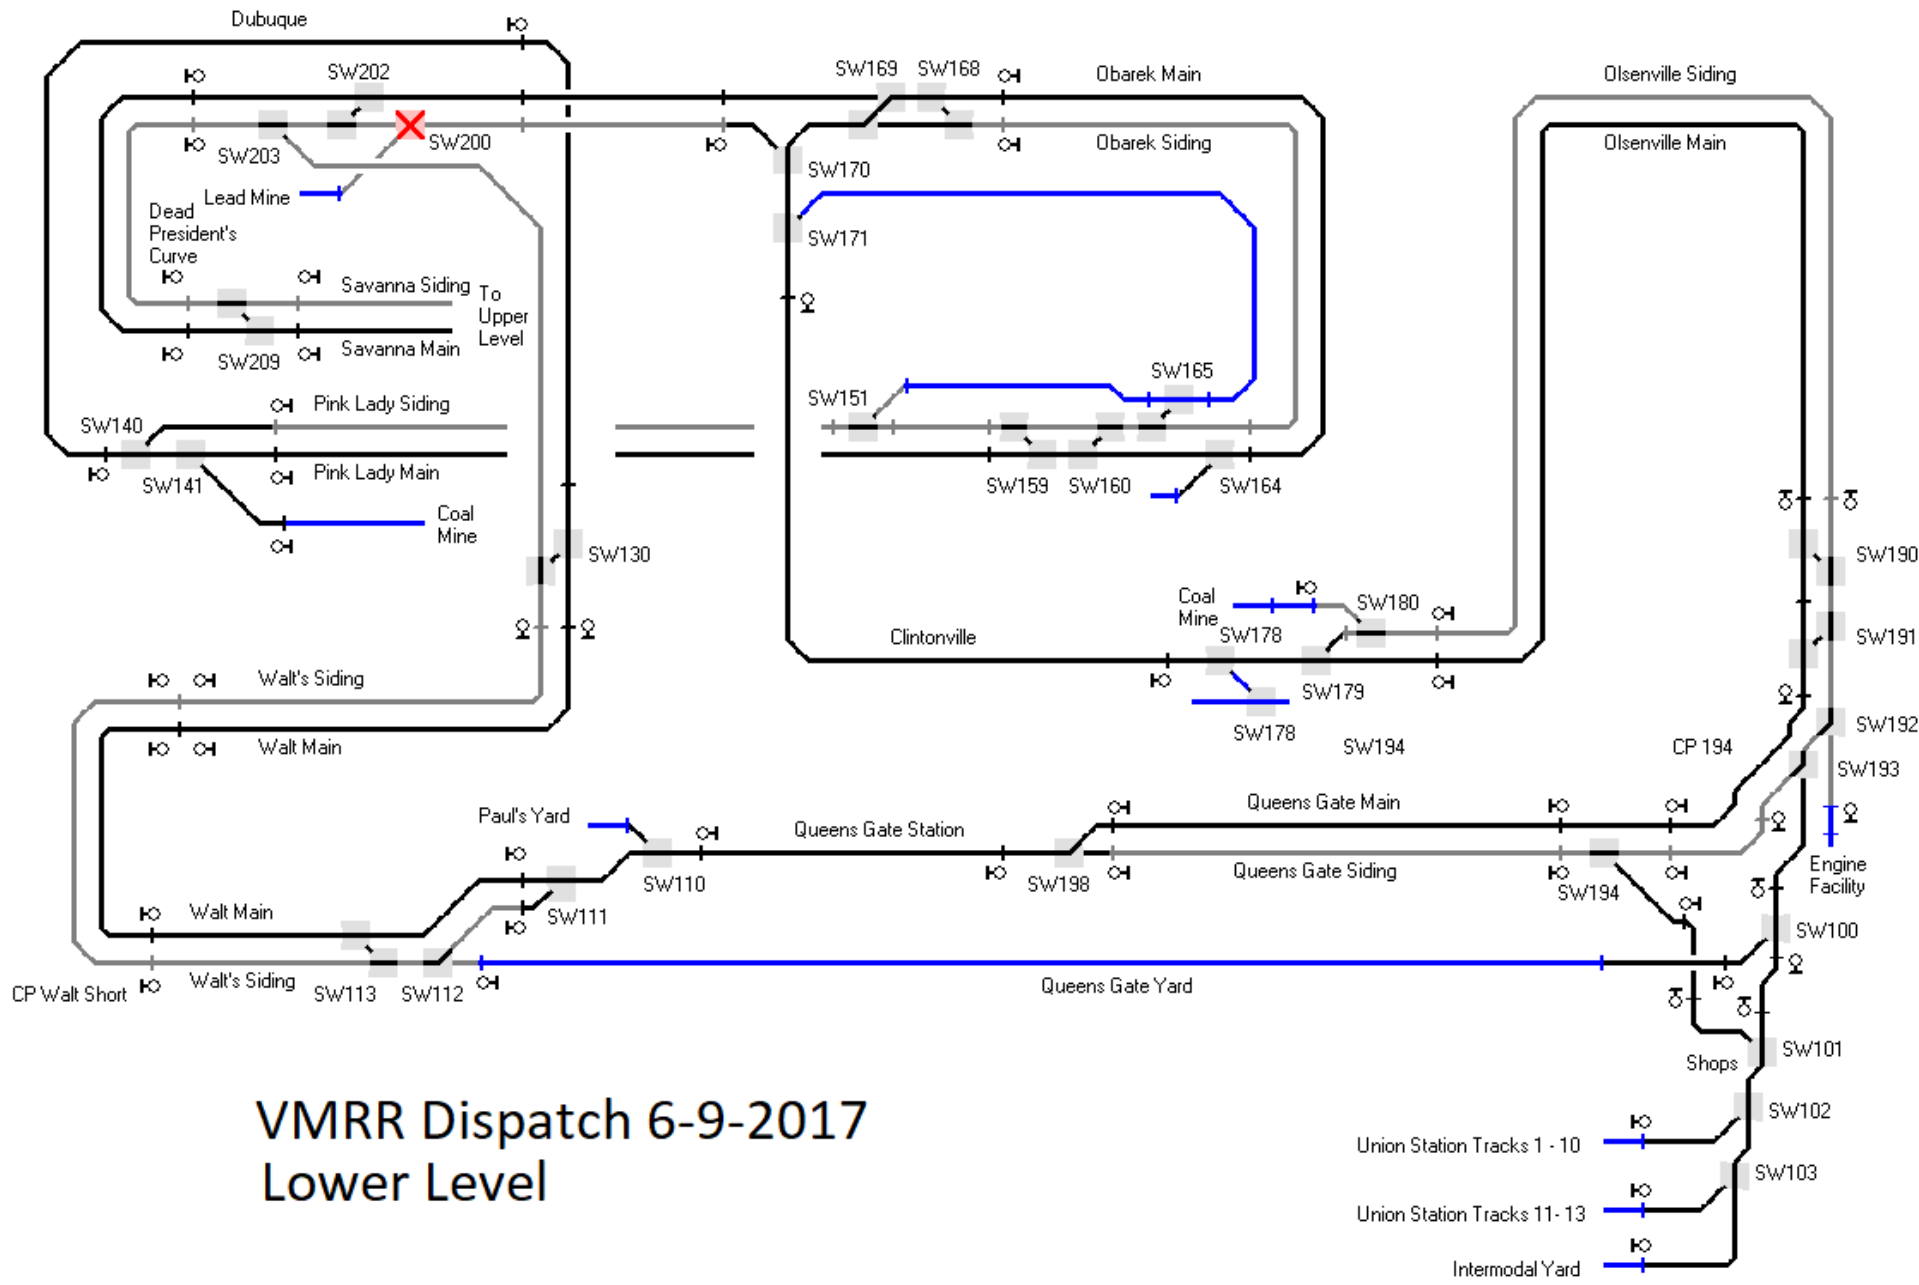 Dubuque
SW202
SW169
SW168
Obarek Main
Olsenville Siding
SW203
SW200
Obarek Siding
Olsenville Main
SW170
Lead Mine
Dead
President's
Curve
SW171
Savanna Siding
To
Upper
Level
Savanna Main
SW209
SW165
SW151
Pink Lady Siding
SW140
Pink Lady Main
SW141
SW159
SW160
SW164
Coal
Mine
SW130
SW190
Coal
Mine
SW180
SW178
SW191
Clintonville
Walt's Siding
SW179
SW192
SW178
SW194
CP 194
Walt Main
SW193
Queens Gate Main
Paul's Yard
Queens Gate Station
Queens Gate Siding
SW110
SW198
SW194
Engine
Facility
Walt Main
SW111
SW100
Walt's Siding
CP Walt Short
SW113
SW112
Queens Gate Yard
SW101
Shops
VMRR Dispatch 6-9-2017
Lower Level
SW102
Union Station Tracks 1 - 10
SW103
Union Station Tracks 11- 13
Intermodal Yard